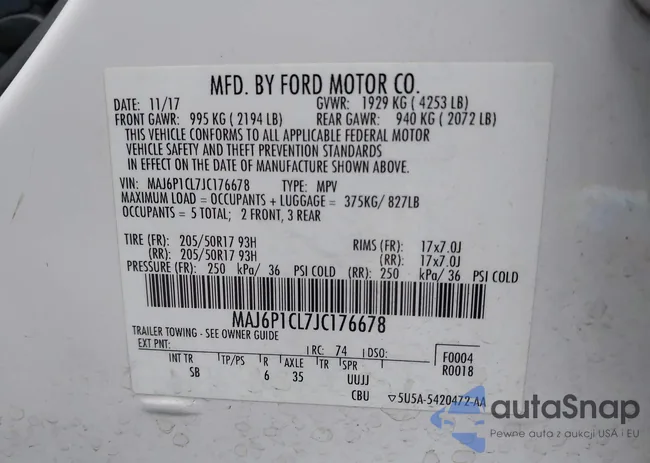 MFD. BY FORD MOTOR CO.
DATE: 11/17 GVWR: 1929 KG ( 4253 LB)
FRONT GAWR: 995 KG ( 2194 LB) REAR GAWR: 940 KG ( 2072 LB)
THIS VEHICLE CONFORMS TO ALL APPLICABLE FEDERAL MOTOR
VEHICLE SAFETY AND THEFT PREVENTION STANDARDS
IN EFFECT ON THE DATE OF MANUFACTURE SHOWN ABOVE.
VIN: MAJ6P1CL7JC176678 TYPE: MPV
MAXIMUM LOAD = OCCUPANTS + LUGGAGE = 375KG/ 827LB
OCCUPANTS = 5 TOTAL; 2 FRONT, 3 REAR
TIRE (FR): 205/50R17 93H RIMS (FR): 17x7.0J
(RR): 205/50R17 93H (RR): 17x7.0J
PRESSURE (FR): 250 kPa/ 36 PSI COLD (RR): 250 kPa/ 36 PSI COLD
MAJ6P1CL7JC176678
TRAILER TOWING - SEE OWNER GUIDE
EXT PNT: RC: 74 DSO: F0004
R0018
INT TR TP/PS R AXLE TR SPR
SB 6 35 UUJJ
CBU ▽5U5A-5420472-AA
autaSnap
Pewne auta z aukcji USA i EU